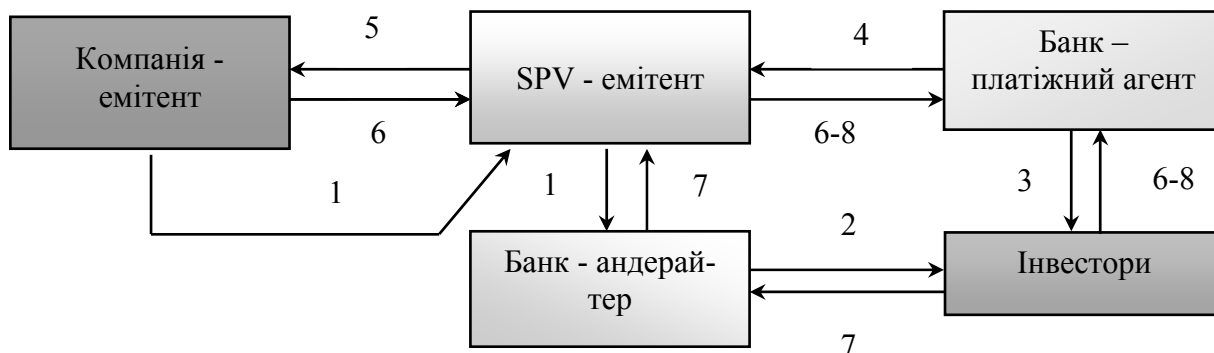 5
4
Компанія -
емітент
SPV - емітент
Банк –
платіжний агент
6
6-8
1
1
7
3
6-8
2
Банк - андерай-
тер
Інвестори
7